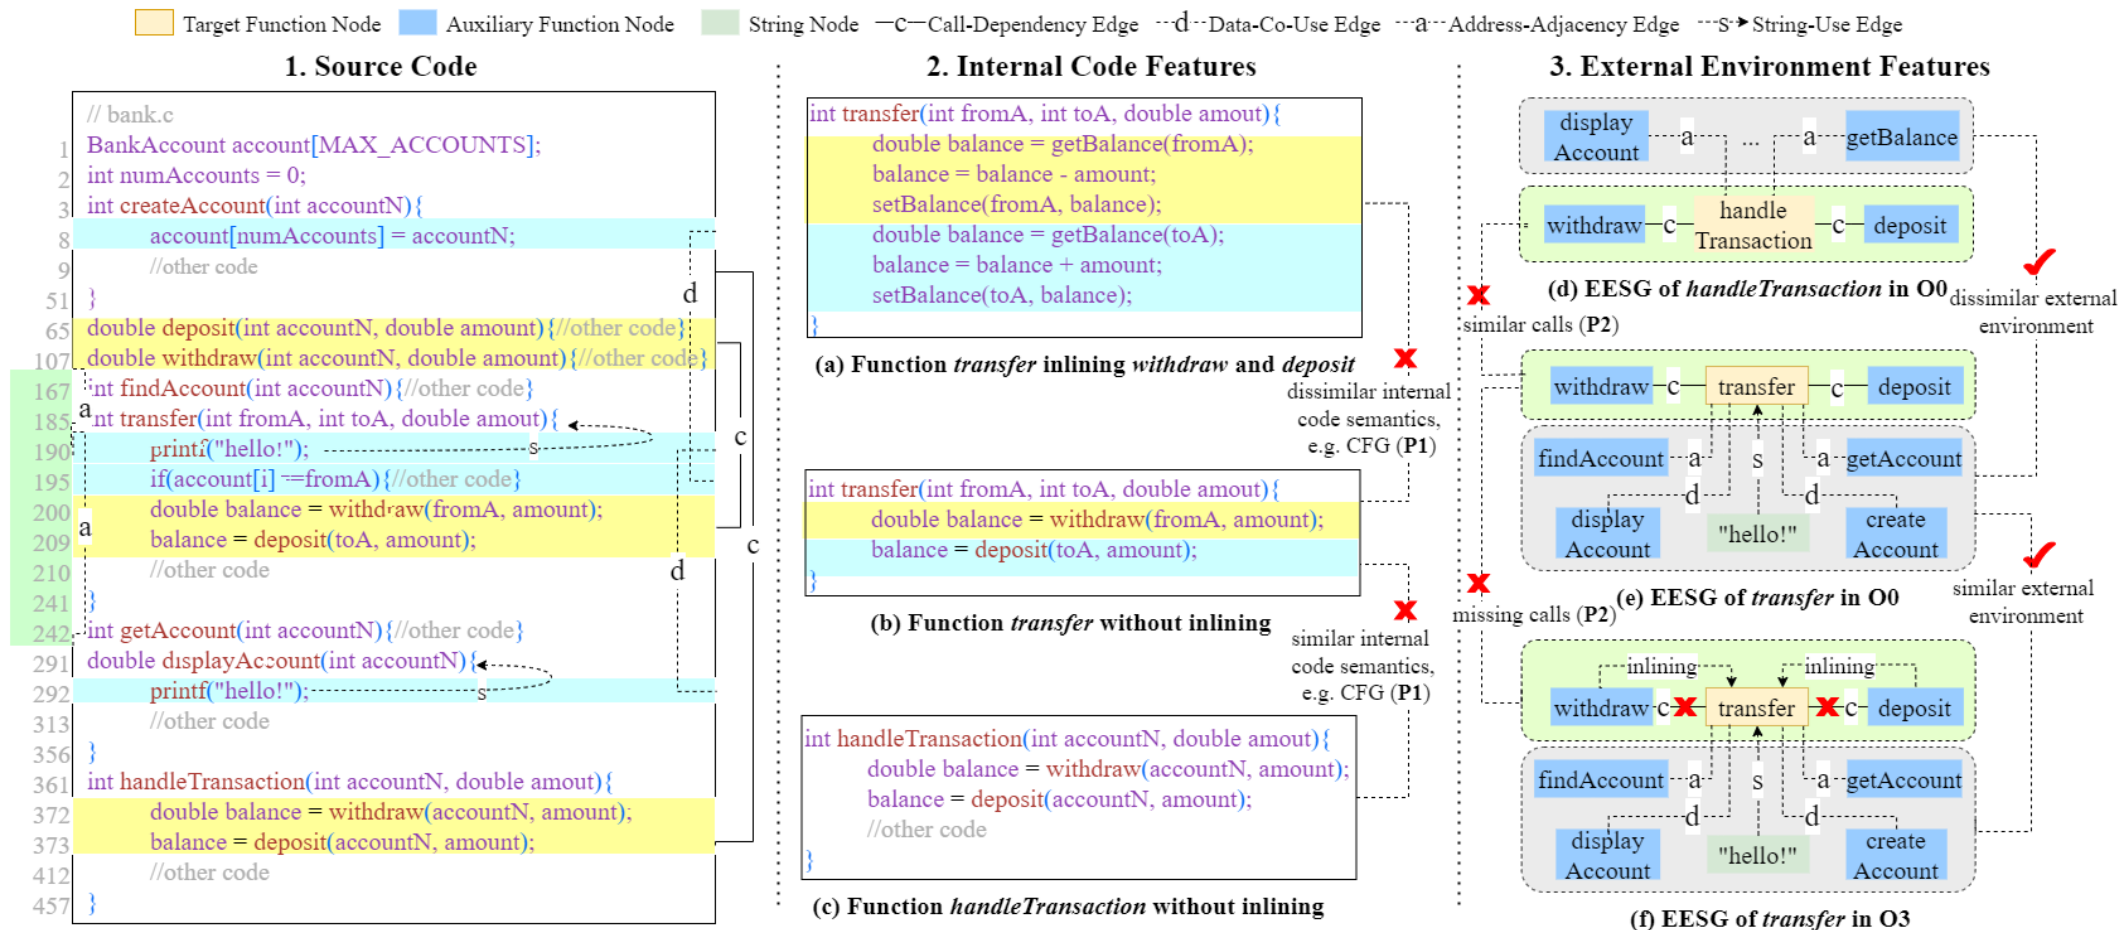 Target Function Node Auxiliary Function Node String Node c Call-Dependency Edge d Data-Co-Use Edge a Address-Adjacency Edge s String-Use Edge
1. Source Code
// bank.c
1 BankAccount account[MAX_ACCOUNTS];
2 int numAccounts = 0;
3 int createAccount(int accountN){
8 account[numAccounts] = accountN;
9 //other code
51 }
65 double deposit(int accountN, double amount){//other code}
107 double withdraw(int accountN, double amount){//other code}
167 int findAccount(int accountN){//other code}
185 int transfer(int fromA, int toA, double amout){
190 printf("hello!");
195 if(account[i] ==fromA){//other code}
200 double balance = withdraw(fromA, amount);
209 balance = deposit(toA, amount);
210 //other code
241 }
242 int getAccount(int accountN){//other code}
291 double displayAccount(int accountN){
292 printf("hello!");
313 //other code
356 }
361 int handleTransaction(int accountN, double amout){
372 double balance = withdraw(accountN, amount);
373 balance = deposit(accountN, amount);
412 //other code
457 }
a
a
s
s
d
d
c
c
2. Internal Code Features
int transfer(int fromA, int toA, double amout){
double balance = getBalance(fromA);
balance = balance - amount;
setBalance(fromA, balance);
double balance = getBalance(toA);
balance = balance + amount;
setBalance(toA, balance);
}
(a) Function transfer inlining withdraw and deposit
dissimilar internal
code semantics,
e.g. CFG (P1)
int transfer(int fromA, int toA, double amout){
double balance = withdraw(fromA, amount);
balance = deposit(toA, amount);
}
(b) Function transfer without inlining
similar internal
code semantics,
e.g. CFG (P1)
int handleTransaction(int accountN, double amout){
double balance = withdraw(accountN, amount);
balance = deposit(accountN, amount);
//other code
}
(c) Function handleTransaction without inlining
3. External Environment Features
display
Account
a ... a
getBalance
withdraw c
handle
Transaction
c deposit
(d) EESG of handleTransaction in O0
similar calls (P2)
dissimilar external
environment
withdraw c transfer c deposit
findAccount a s a getAccount
d d
display
Account
"hello!"
create
Account
(e) EESG of transfer in O0
missing calls (P2)
similar external
environment
inlining inlining
withdraw c transfer c deposit
findAccount a s a getAccount
d d
display
Account
"hello!"
create
Account
(f) EESG of transfer in O3